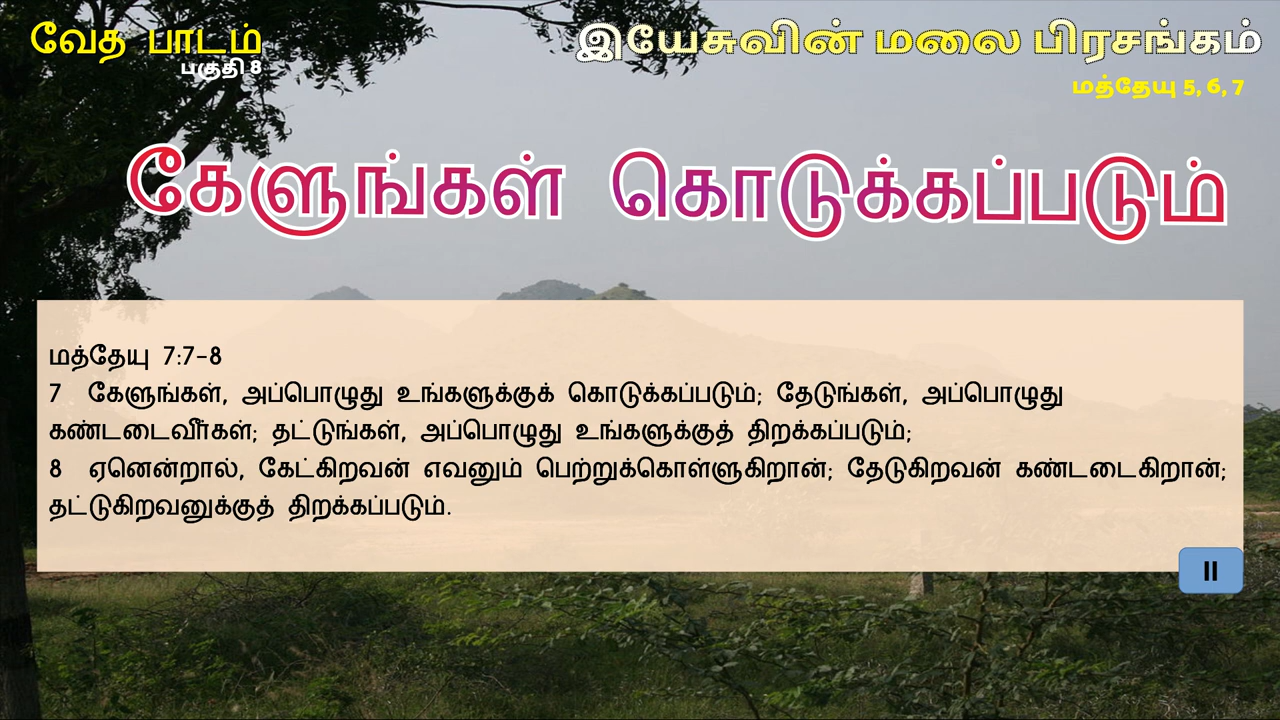 வேத பாடம்
பகுதி 8
இயேசுவின் மலை பிரசங்கம்
மத்தேயு 5, 6, 7
கேளுங்கள் கொடுக்கப்படும்
மத்தேயு 7:7-8
7 கேளுங்கள், அப்பொழுது உங்களுக்குக் கொடுக்கப்படும்; தேடுங்கள், அப்பொழுது
கண்டடைவீர்கள்; தட்டுங்கள், அப்பொழுது உங்களுக்குத் திறக்கப்படும்;
8 ஏனென்றால், கேட்கிறவன் எவனும் பெற்றுக்கொள்ளுகிறான்; தேடுகிறவன் கண்டடைகிறான்;
தட்டுகிறவனுக்குத் திறக்கப்படும்.